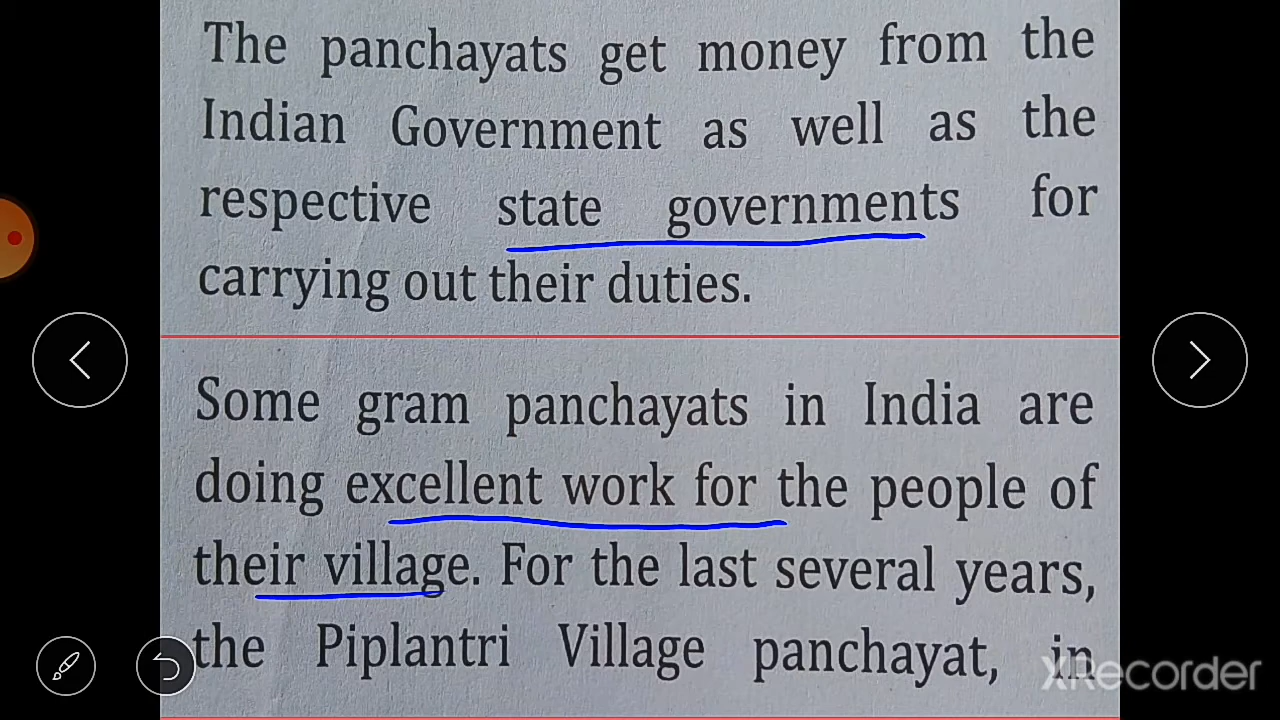 The panchayats get money from the
Indian Government as well as the
respective state governments for
carrying out their duties.
Some gram panchayats in India are
doing excellent work for the people of
their village. For the last several years,
the Piplantri Village panchayat, in
XRecorder